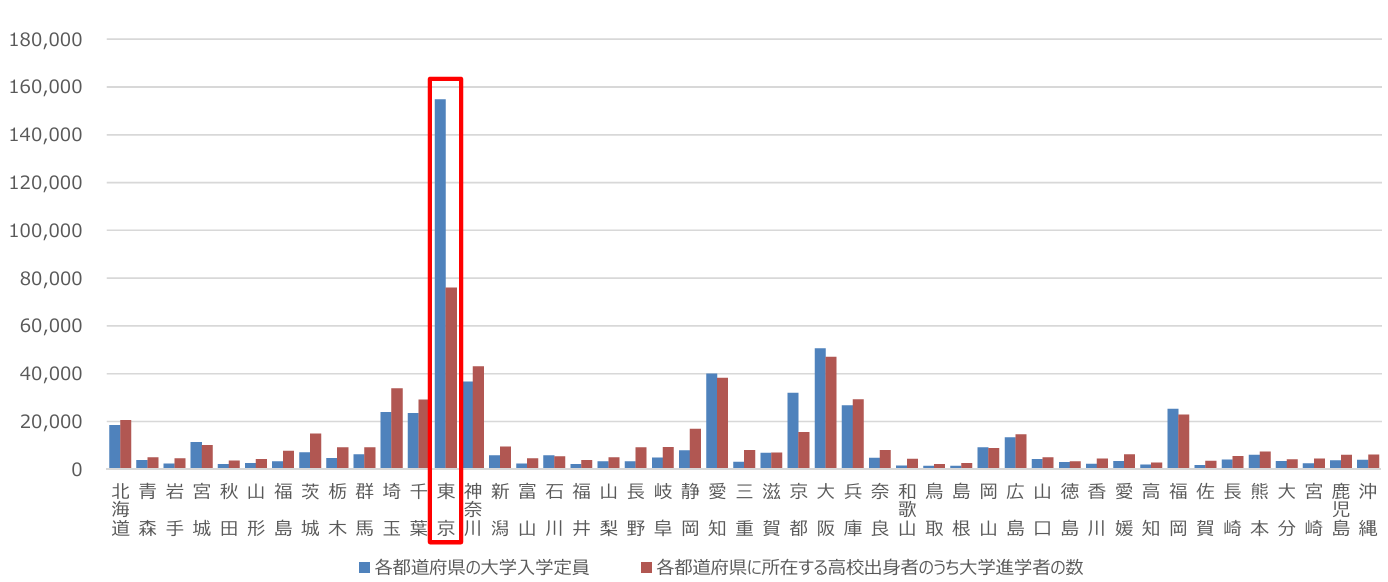 180,000
160,000
140,000
120,000
100,000
80,000
60,000
40,000
20,000
0
北海道
青森
岩手
宮城
秋田
山形
福島
茨城
栃木
群馬
埼玉
千葉
東京
神奈川
新潟
富山
石川
福井
山梨
長野
岐阜
静岡
愛知
三重
滋賀
京都
大阪
兵庫
奈良
和歌山
鳥取
島根
岡山
広島
山口
徳島
香川
愛媛
高知
福岡
佐賀
長崎
熊本
大分
宮崎
鹿児島
沖縄
各都道府県の大学入学定員
各都道府県に所在する高校出身者のうち大学進学者の数